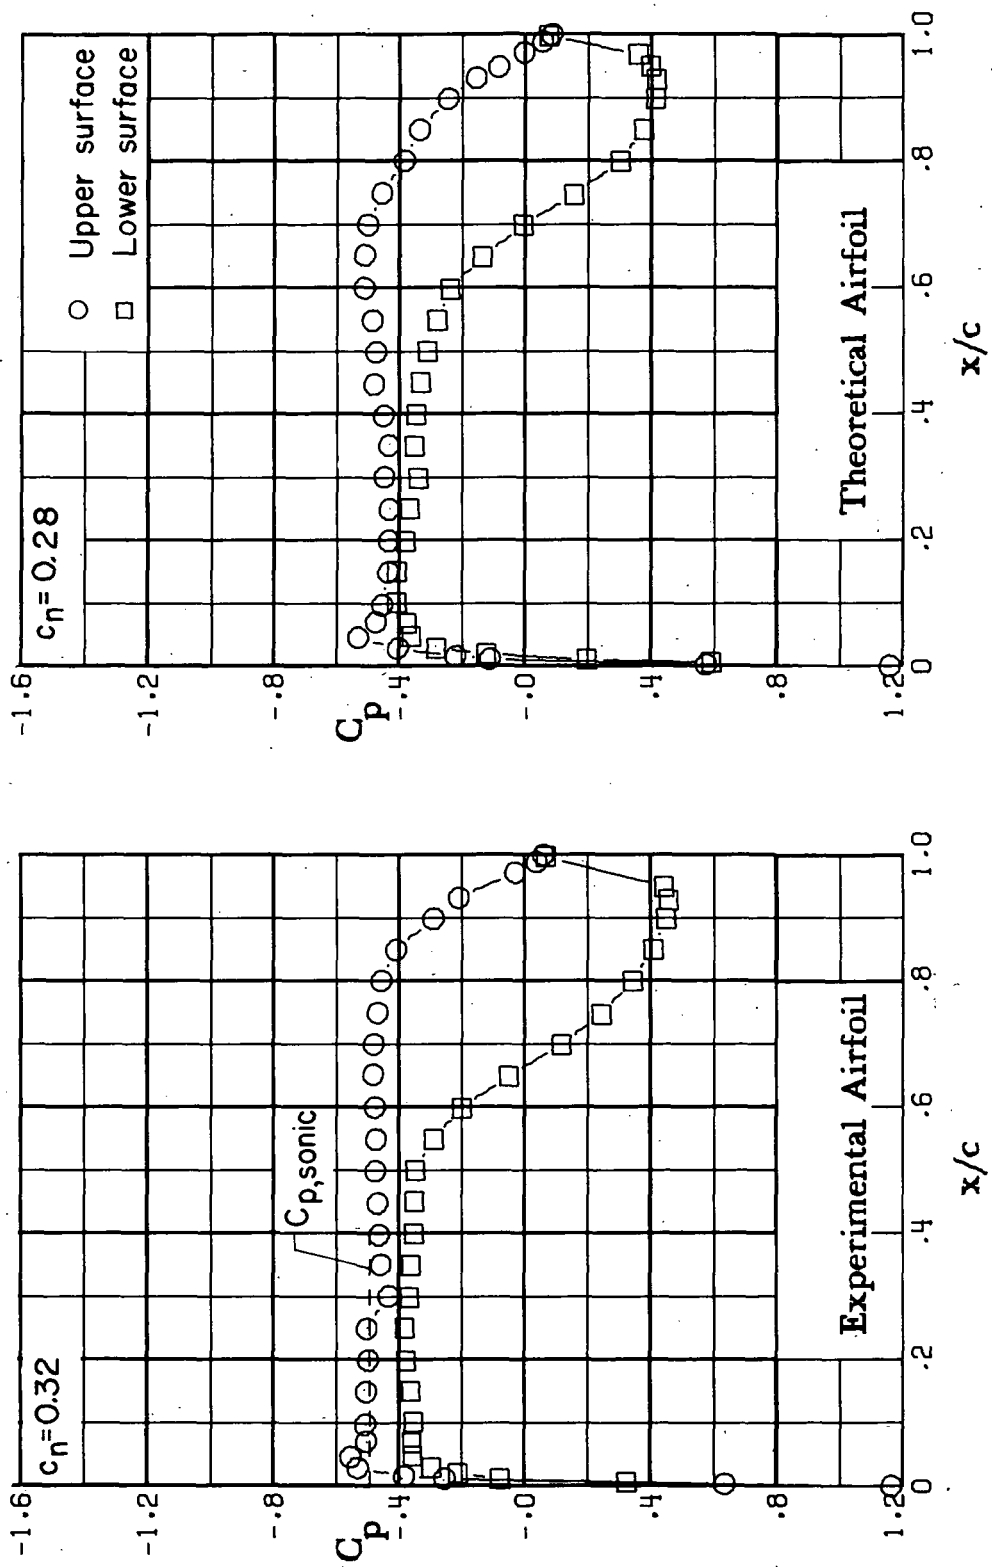 cn=0.32
-1.6
-1.2
-.8
Cp
-.4
-.0
.4
.8
1.2
Cp,sonic
Experimental Airfoil
0
.2
.4
.6
.8
1.0
x/c
cn=0.28
Upper surface
Lower surface
-1.6
-1.2
-.8
Cp
-.4
-.0
.4
.8
1.2
Theoretical Airfoil
0
.2
.4
.6
.8
1.0
x/c